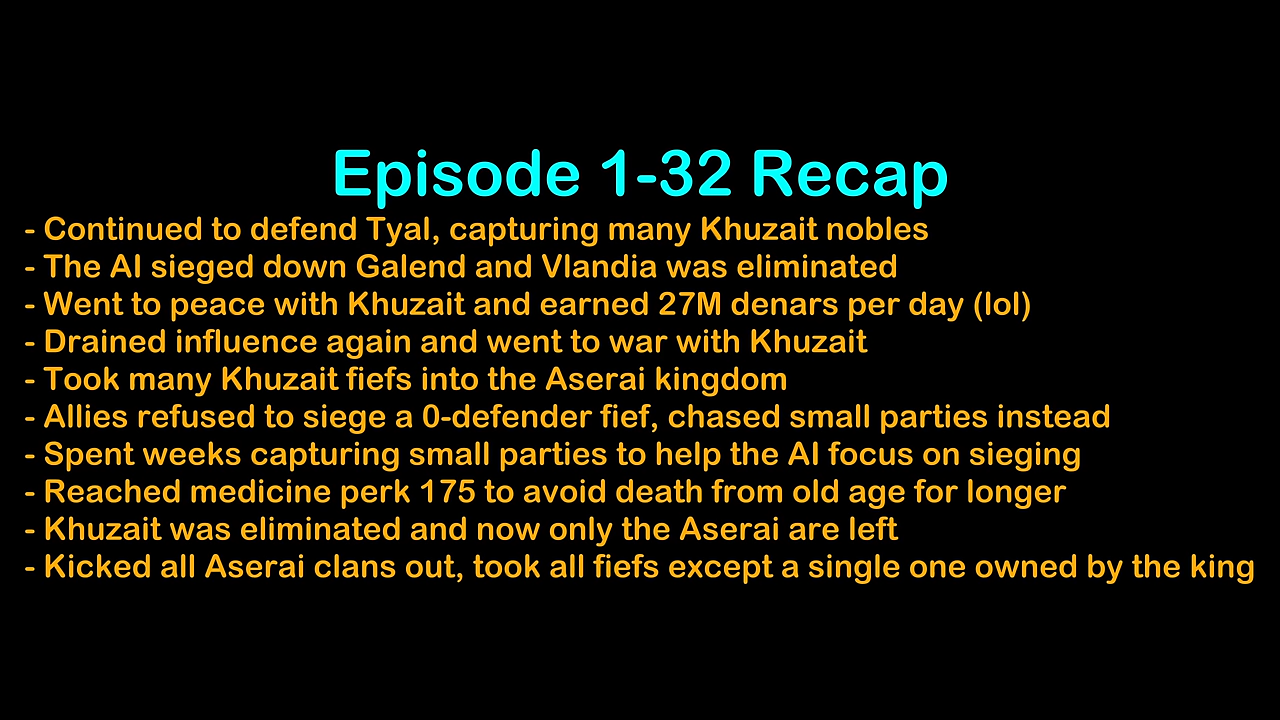 Episode 1-32 Recap
- Continued to defend Tyal, capturing many Khuzait nobles
- The AI sieged down Galend and Vlandia was eliminated
- Went to peace with Khuzait and earned 27M denars per day (lol)
- Drained influence again and went to war with Khuzait
- Took many Khuzait fiefs into the Aserai kingdom
- Allies refused to siege a 0-defender fief, chased small parties instead
- Spent weeks capturing small parties to help the AI focus on sieging
- Reached medicine perk 175 to avoid death from old age for longer
- Khuzait was eliminated and now only the Aserai are left
- Kicked all Aserai clans out, took all fiefs except a single one owned by the king